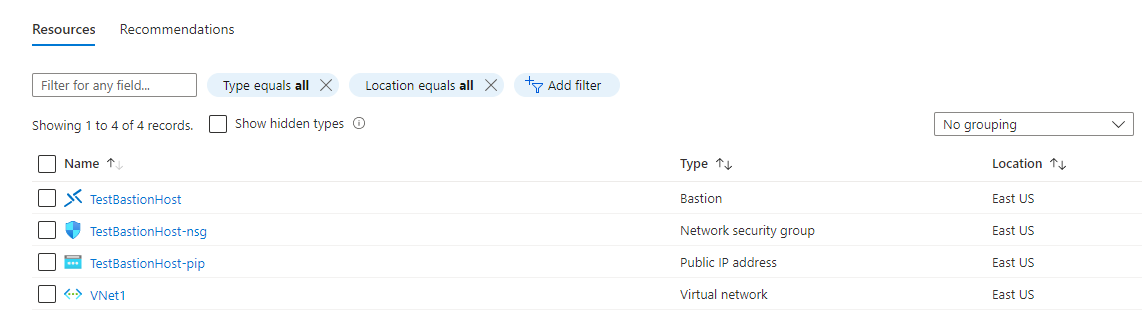 Resources Recommendations
Filter for any field... Type equals all Location equals all Add filter
Showing 1 to 4 of 4 records. Show hidden types No grouping
Name Type Location
TestBastionHost Bastion East US
TestBastionHost-nsg Network security group East US
TestBastionHost-pip Public IP address East US
VNet1 Virtual network East US